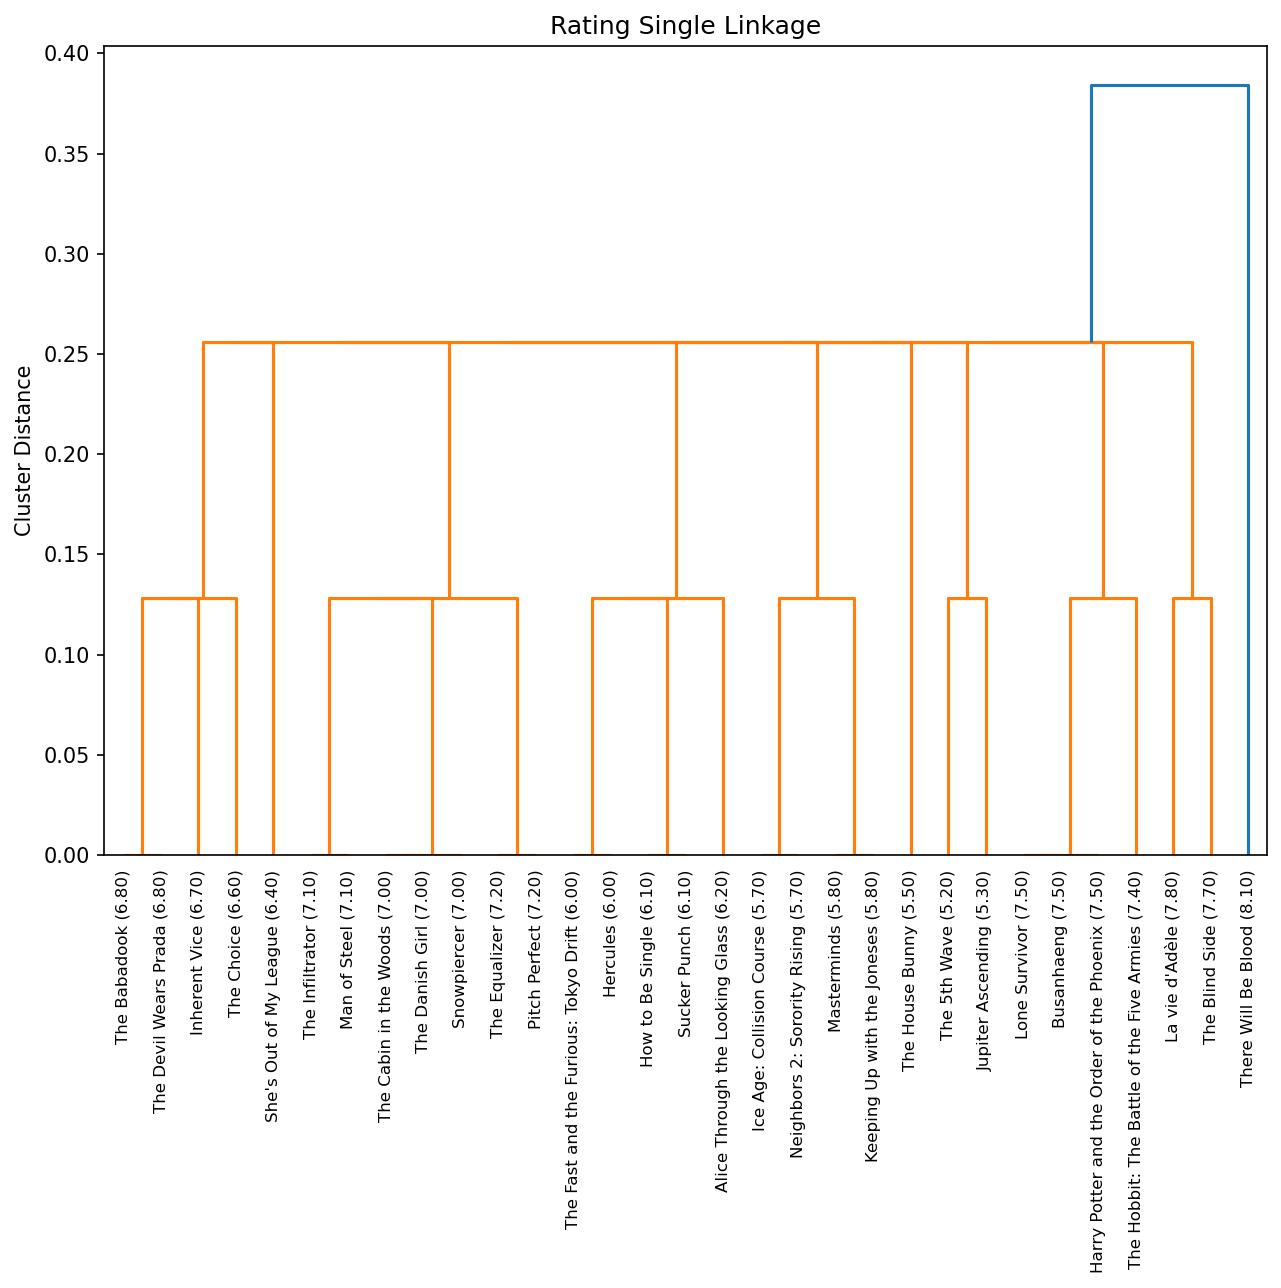 Rating Single Linkage
Cluster Distance
0.40
0.35
0.30
0.25
0.20
0.15
0.10
0.05
0.00
The Babadook (6.80)
The Devil Wears Prada (6.80)
Inherent Vice (6.70)
The Choice (6.60)
She's Out of My League (6.40)
The Infiltrator (7.10)
Man of Steel (7.10)
The Cabin in the Woods (7.00)
The Danish Girl (7.00)
Snowpiercer (7.00)
The Equalizer (7.20)
Pitch Perfect (7.20)
The Fast and the Furious: Tokyo Drift (6.00)
Hercules (6.00)
How to Be Single (6.10)
Sucker Punch (6.10)
Alice Through the Looking Glass (6.20)
Ice Age: Collision Course (5.70)
Neighbors 2: Sorority Rising (5.70)
Masterminds (5.80)
Keeping Up with the Joneses (5.80)
The House Bunny (5.50)
The 5th Wave (5.20)
Jupiter Ascending (5.30)
Lone Survivor (7.50)
Busanhaeng (7.50)
Harry Potter and the Order of the Phoenix (7.50)
The Hobbit: The Battle of the Five Armies (7.40)
La vie d'Adèle (7.80)
The Blind Side (7.70)
There Will Be Blood (8.10)